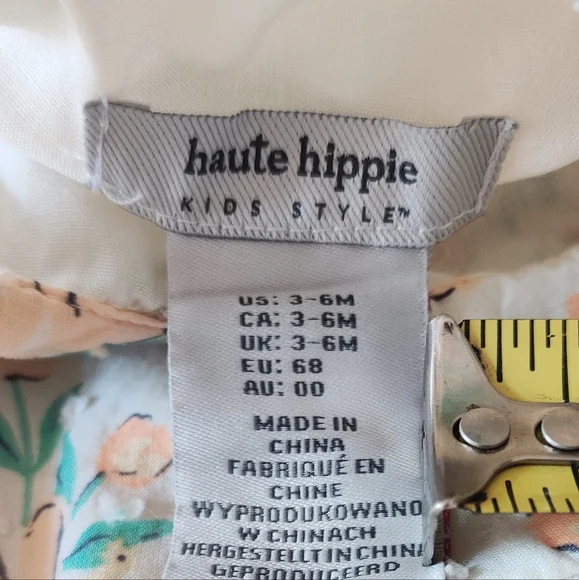 haute hippie
KIDS STYLE™
US: 3-6M
CA: 3-6M
UK: 3-6M
EU: 68
AU: 00
MADE IN
CHINA
FABRIQUÉ EN
CHINE
WYPRODUKOWANO
W CHINACH
HERGESTELLT IN CHINA
GEPRODUCEERD